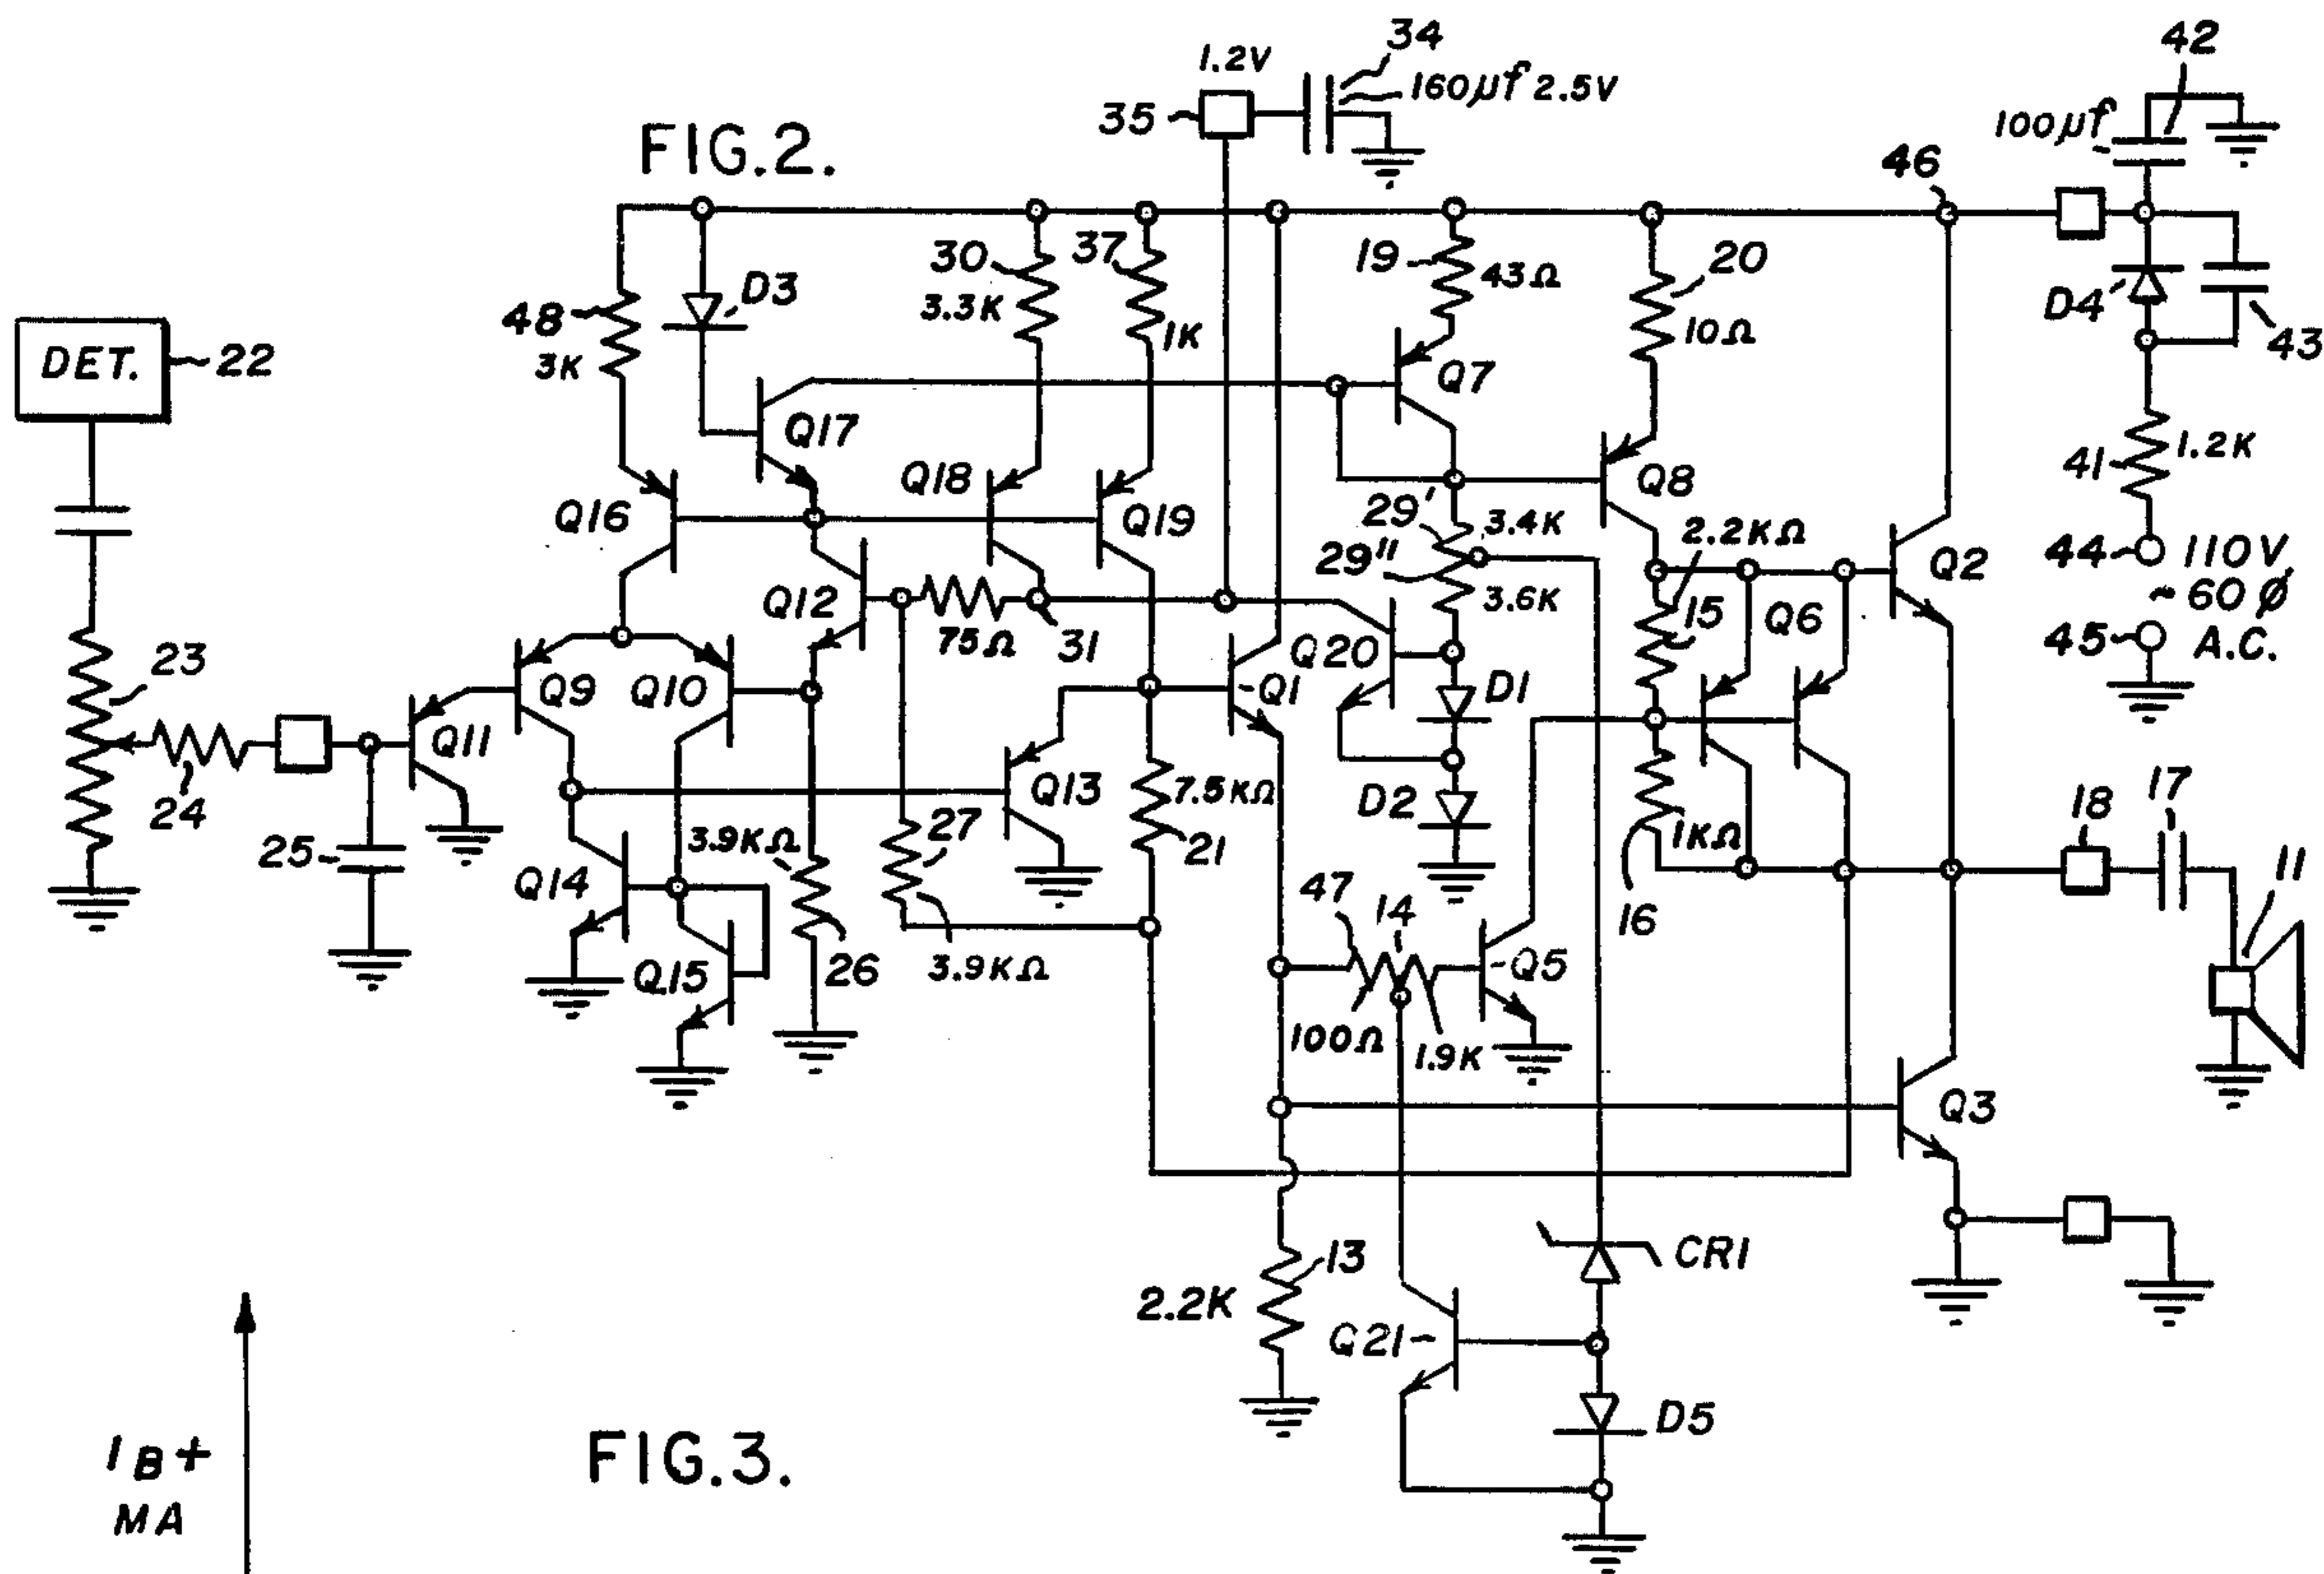 FIG.2.
1.2V
34
160µf 2.5V
35
42
100µf
46
D3
30
3.3K
37
1K
19
43Ω
20
10Ω
D4
43
48
3K
DET.
22
Q17
Q7
Q16
Q18
Q19
Q8
29'
3.4K
29"
3.6K
2.2KΩ
15
Q6
Q2
41
1.2K
44
110V
~60Ø
A.C.
45
Q12
75Ω
31
Q20
D1
Q1
23
24
25
Q11
Q9
Q10
Q13
D2
7.5KΩ
21
1KΩ
16
18
17
11
3.9KΩ
27
Q14
Q15
26
3.9KΩ
47
14
Q5
100Ω
1.9K
Q3
13
2.2K
CR1
Q21
D5
IB+
MA
FIG.3.